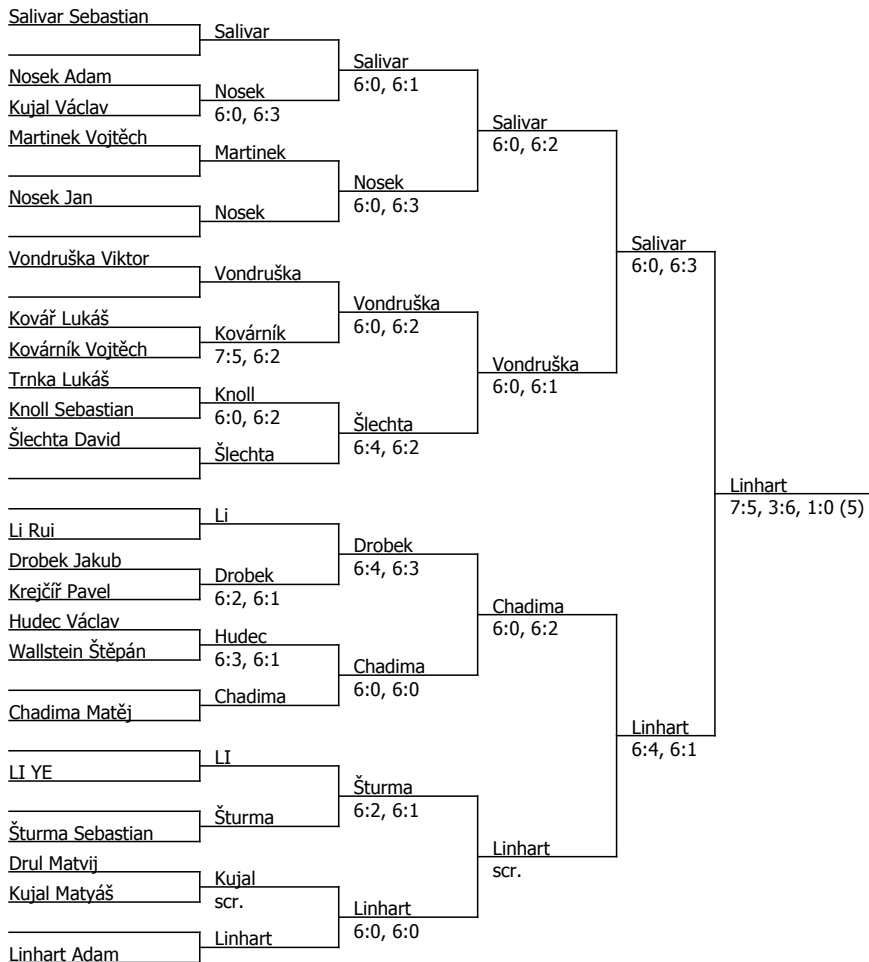 Salivar Sebastian
Nosek Adam
Kujal Václav
Martinek Vojtěch
Nosek Jan
Vondruška Viktor
Kovář Lukáš
Kovárník Vojtěch
Trnka Lukáš
Knoll Sebastian
Šlechta David
Li Rui
Drobek Jakub
Krejčíř Pavel
Hudec Václav
Wallstein Štěpán
Chadima Matěj
LI YE
Šturma Sebastian
Drul Matvij
Kujal Matyáš
Linhart Adam
Salivar
Nosek
6:0, 6:3
Martinek
Nosek
Vondruška
Kovárník
7:5, 6:2
Knoll
6:0, 6:2
Šlechta
Li
Drobek
6:2, 6:1
Hudec
6:3, 6:1
Chadima
LI
Šturma
Kujal
scr.
Linhart
Salivar
6:0, 6:1
Nosek
6:0, 6:3
Vondruška
6:0, 6:2
Šlechta
6:4, 6:2
Drobek
6:4, 6:3
Chadima
6:0, 6:0
Šturma
6:2, 6:1
Linhart
6:0, 6:0
Salivar
6:0, 6:2
Vondruška
6:0, 6:1
Chadima
6:0, 6:2
Linhart
scr.
Salivar
6:0, 6:3
Linhart
6:4, 6:1
Linhart
7:5, 3:6, 1:0 (5)